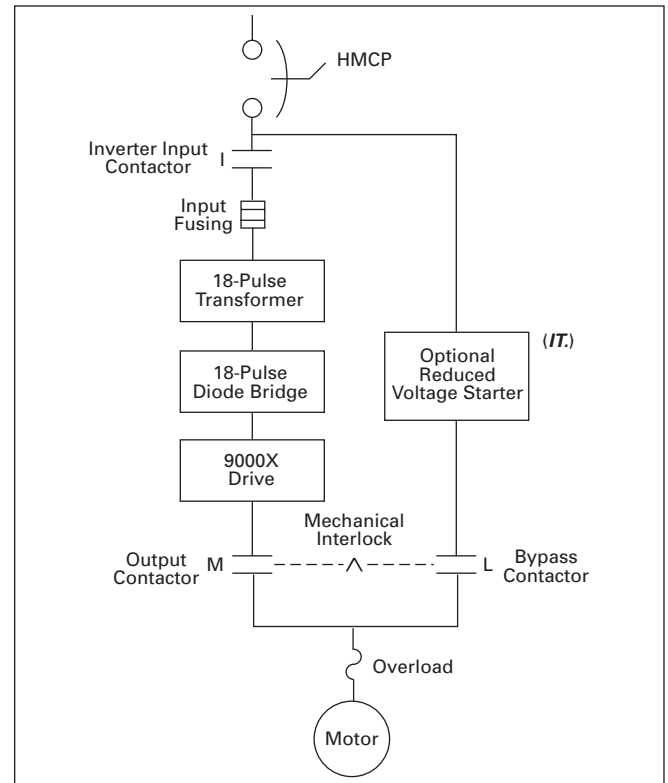 HMCP
Inverter Input
Contactor
I
Input
Fusing
18-Pulse
Transformer
(IT.)
Optional
Reduced
Voltage Starter
18-Pulse
Diode Bridge
9000X
Drive
Mechanical
Interlock
Output
Contactor
M
L
Bypass
Contactor
Overload
Motor